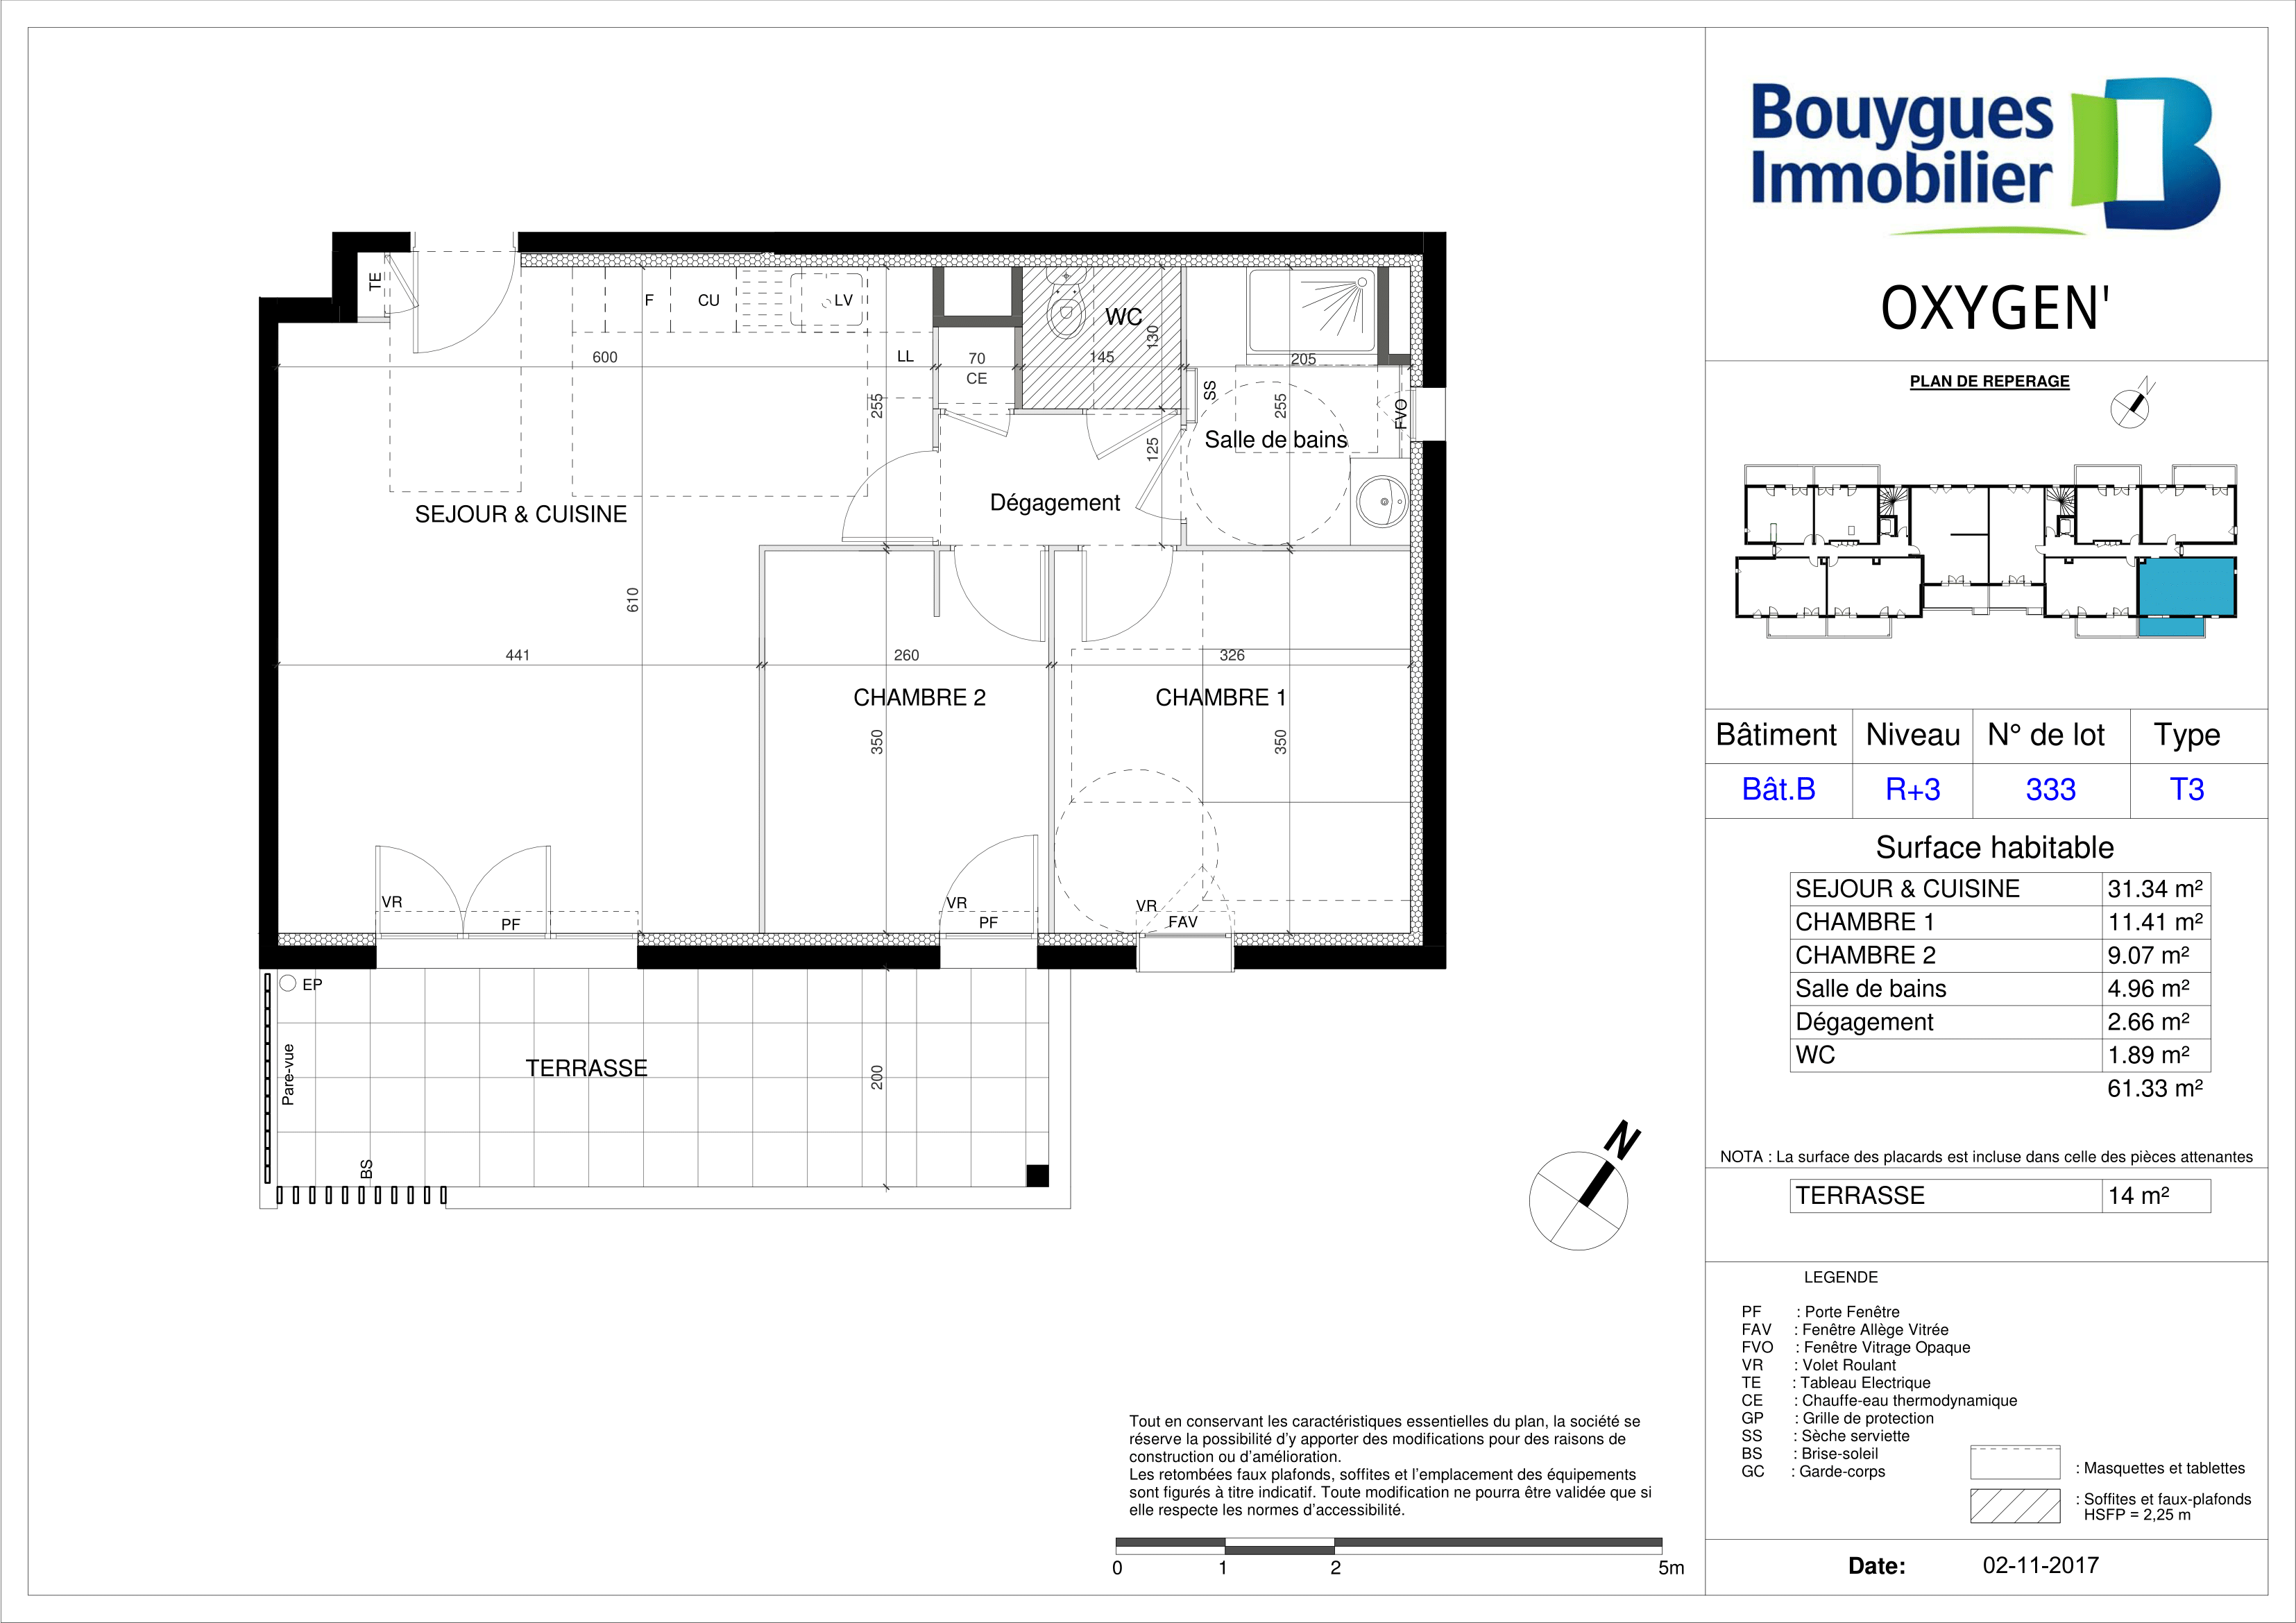 Bouygues
Immobilier
OXYGEN'
PLAN DE REPERAGE
N
Bâtiment Niveau N° de lot Type
Bât.B R+3 333 T3
Surface habitable
SEJOUR & CUISINE 31.34 m²
CHAMBRE 1 11.41 m²
CHAMBRE 2 9.07 m²
Salle de bains 4.96 m²
Dégagement 2.66 m²
WC 1.89 m²
61.33 m²
NOTA : La surface des placards est incluse dans celle des pièces attenantes
TERRASSE 14 m²
LEGENDE
PF : Porte Fenêtre
FAV : Fenêtre Allège Vitrée
FVO : Fenêtre Vitrage Opaque
VR : Volet Roulant
TE : Tableau Electrique
CE : Chauffe-eau thermodynamique
GP : Grille de protection
SS : Sèche serviette
BS : Brise-soleil
GC : Garde-corps
: Masquettes et tablettes
: Soffites et faux-plafonds
HSFP = 2,25 m
Date: 02-11-2017
TE
F CU LV
WC
130
600 LL 70 145 205
CE
SS
255 255
FVO
125
Salle de bains
Dégagement
SEJOUR & CUISINE
610
441 260 326
CHAMBRE 2 CHAMBRE 1
350 350
VR VR VR
PF PF FAV
EP
Pare-vue
TERRASSE
200
BS
N
Tout en conservant les caractéristiques essentielles du plan, la société se
réserve la possibilité d'y apporter des modifications pour des raisons de
construction ou d'amélioration.
Les retombées faux plafonds, soffites et l'emplacement des équipements
sont figurés à titre indicatif. Toute modification ne pourra être validée que si
elle respecte les normes d'accessibilité.
0 1 2 5m